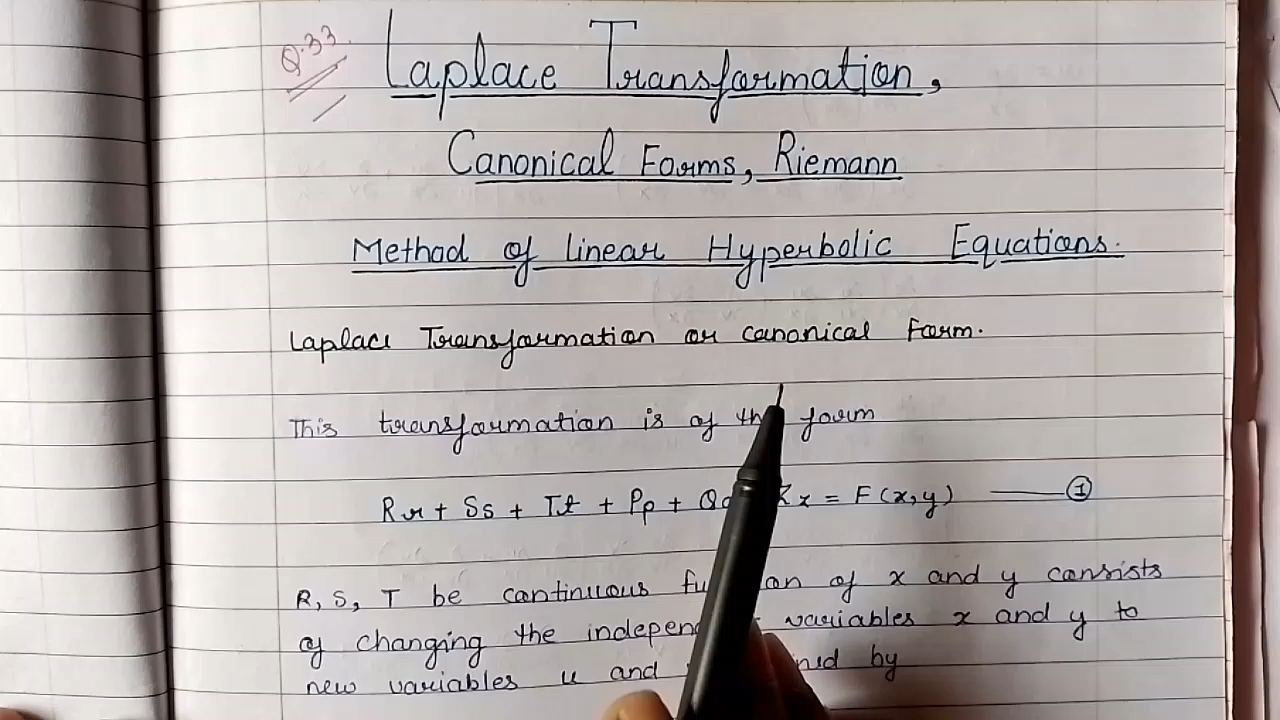 Q.33.
Laplace Transformation,
Canonical Forms, Riemann
Method of linear Hyperbolic Equations.
Laplace Transformation or canonical Form.
This transformation is of the form
Rr + Ss + Tt + Pp + Q Zx = F(x,y) —— ①
R, S, T be continuous of x and y consists
of changing the variables x and y to
new variables u and by